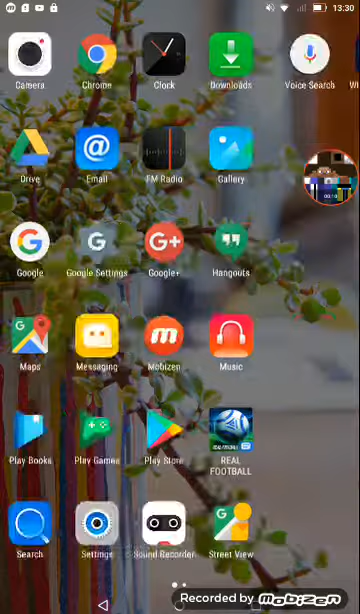 13:30
Camera
Chrome
Clock
Downloads
Voice Search
Drive
Email
FM Radio
Gallery
Google
Google Settings
Google+
Hangouts
Maps
Messaging
Mobizen
Music
Play Books
Play Games
Play Store
REAL
FOOTBALL
Search
Settings
Sound Recorder
Street View
Recorded by mobizen